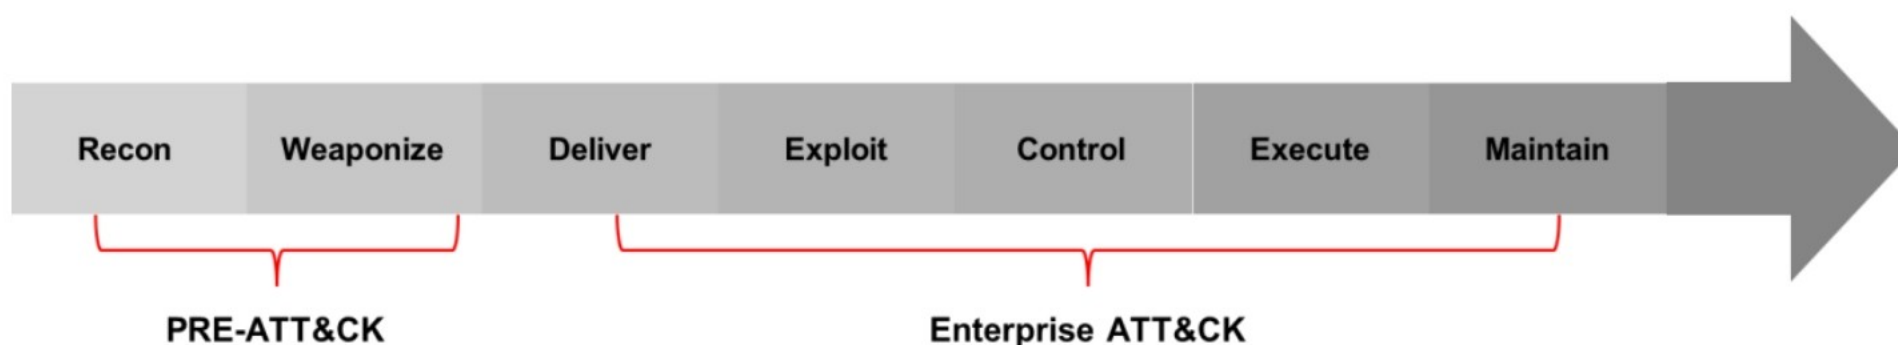 Recon Weaponize Deliver Exploit Control Execute Maintain
PRE-ATT&CK Enterprise ATT&CK